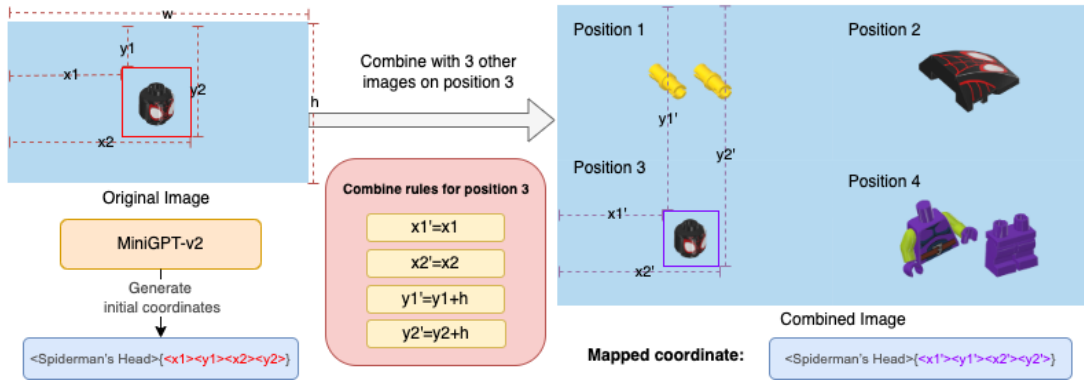 w
y1
x1
y2
h
x2
Original Image
MiniGPT-v2
Generate
initial coordinates
<Spiderman's Head>{<x1><y1><x2><y2>}
Combine with 3 other
images on position 3
Combine rules for position 3
x1'=x1
x2'=x2
y1'=y1+h
y2'=y2+h
Position 1
Position 2
y1'
y2'
Position 3
Position 4
x1'
x2'
Combined Image
Mapped coordinate:
<Spiderman's Head>{<x1'><y1'><x2'><y2'>}